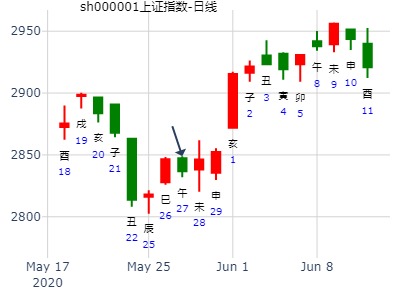 sh000001上证指数-日线
2950
2900
2850
2800
酉
18
戌
19
亥
20
子
21
丑
22
辰
25
巳
26
午
27
未
28
申
29
亥
1
子
2
丑
3
寅
4
卯
5
午
8
未
9
申
10
酉
11
May 17
2020
May 25
Jun 1
Jun 8